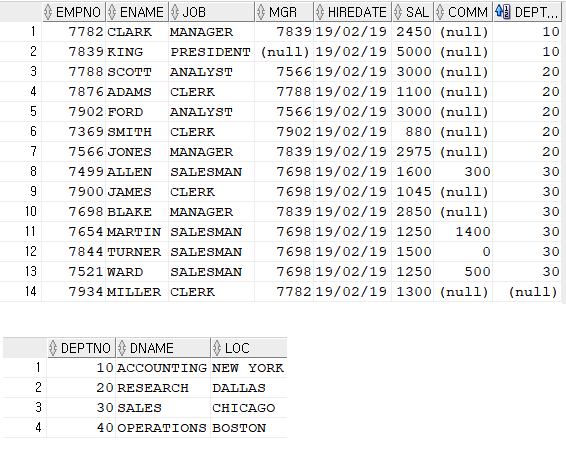 EMPNO ENAME JOB MGR HIREDATE SAL COMM DEPT...
1 7782 CLARK MANAGER 7839 19/02/19 2450 (null) 10
2 7839 KING PRESIDENT (null) 19/02/19 5000 (null) 10
3 7788 SCOTT ANALYST 7566 19/02/19 3000 (null) 20
4 7876 ADAMS CLERK 7788 19/02/19 1100 (null) 20
5 7902 FORD ANALYST 7566 19/02/19 3000 (null) 20
6 7369 SMITH CLERK 7902 19/02/19 880 (null) 20
7 7566 JONES MANAGER 7839 19/02/19 2975 (null) 20
8 7499 ALLEN SALESMAN 7698 19/02/19 1600 300 30
9 7900 JAMES CLERK 7698 19/02/19 1045 (null) 30
10 7698 BLAKE MANAGER 7839 19/02/19 2850 (null) 30
11 7654 MARTIN SALESMAN 7698 19/02/19 1250 1400 30
12 7844 TURNER SALESMAN 7698 19/02/19 1500 0 30
13 7521 WARD SALESMAN 7698 19/02/19 1250 500 30
14 7934 MILLER CLERK 7782 19/02/19 1300 (null) (null)
DEPTNO DNAME LOC
1 10 ACCOUNTING NEW YORK
2 20 RESEARCH DALLAS
3 30 SALES CHICAGO
4 40 OPERATIONS BOSTON